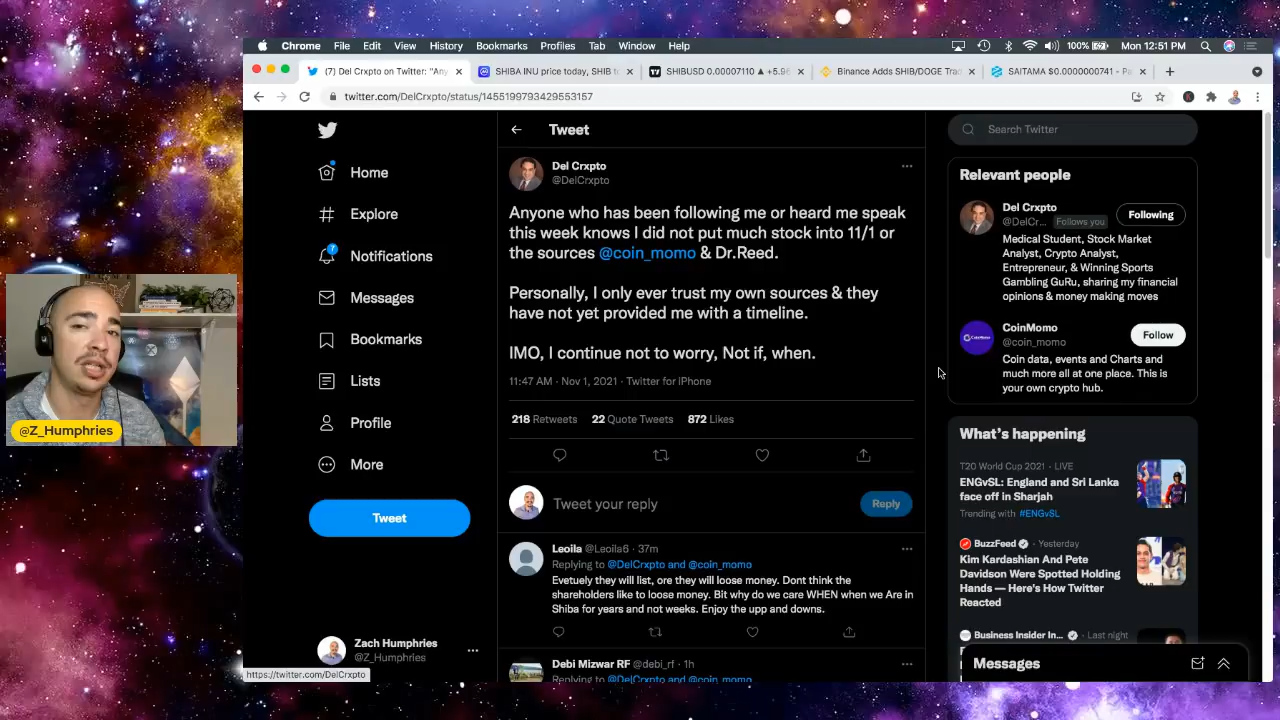 Chrome File Edit View History Bookmarks Profiles Tab Window Help
100% Mon 12:51 PM
(7) Del Crxpto on Twitter: "Any
SHIBA INU price today, SHIB t
SHIBUSD 0.00007110 ▲ +5.9
Binance Adds SHIB/DOGE Tra
SAITAMA $0.0000000741 - Pa
twitter.com/DelCrxpto/status/1455199793429553157
Home
Explore
Notifications
7
Messages
Bookmarks
Lists
Profile
More
Tweet
Zach Humphries
@Z_Humphries
https://twitter.com/DelCrxpto
@Z_Humphries
Tweet
Del Crxpto
@DelCrxpto
Anyone who has been following me or heard me speak
this week knows I did not put much stock into 11/1 or
the sources @coin_momo & Dr.Reed.
Personally, I only ever trust my own sources & they
have not yet provided me with a timeline.
IMO, I continue not to worry, Not if, when.
11:47 AM · Nov 1, 2021 · Twitter for iPhone
218 Retweets 22 Quote Tweets 872 Likes
Tweet your reply
Reply
Leoila @Leoila6 · 37m
Replying to @DelCrxpto and @coin_momo
Evetuely they will list, ore they will loose money. Dont think the
shareholders like to loose money. Bit why do we care WHEN when we Are in
Shiba for years and not weeks. Enjoy the upp and downs.
Debi Mizwar RF @debi_rf · 1h
Replying to @DelCrxpto and @coin_momo
Search Twitter
Relevant people
Del Crxpto
@DelCr... Follows you
Following
Medical Student, Stock Market
Analyst, Crypto Analyst,
Entrepreneur, & Winning Sports
Gambling GuRu, sharing my financial
opinions & money making moves
CoinMomo
@coin_momo
Follow
Coin data, events and Charts and
much more all at one place. This is
your own crypto hub.
What's happening
T20 World Cup 2021 · LIVE
ENGvSL: England and Sri Lanka
face off in Sharjah
Trending with #ENGvSL
BuzzFeed · Yesterday
Kim Kardashian And Pete
Davidson Were Spotted Holding
Hands — Here's How Twitter
Reacted
Business Insider In... · Last night
Messages